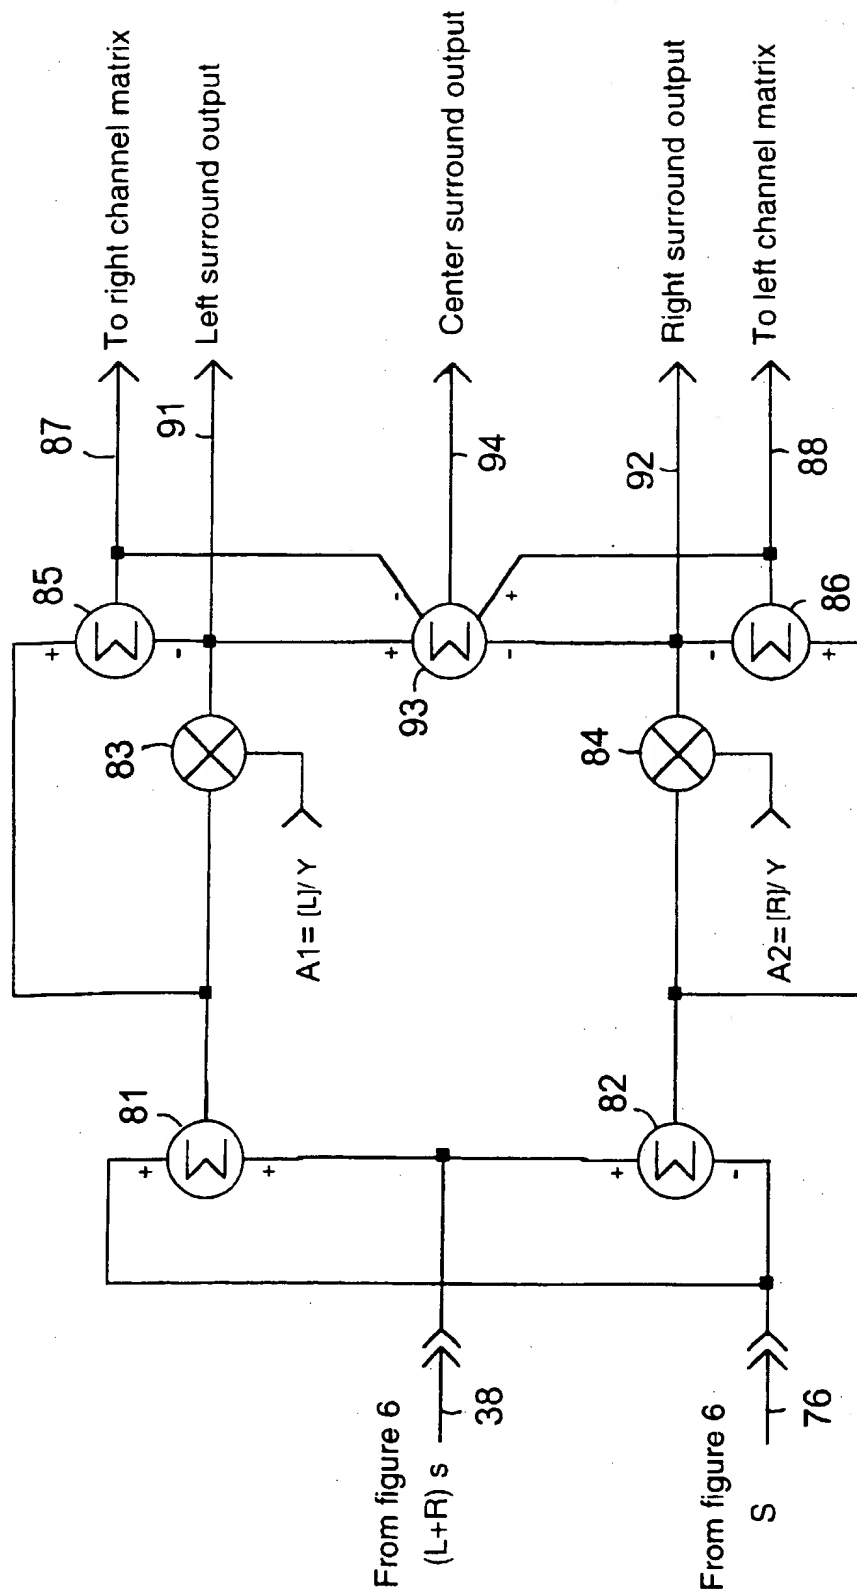 From figure 6
(L+R) s
38
From figure 6
S
76
81
+
+
82
+
-
83
A1= [L]/ Y
84
A2=[R]/ Y
85
+
-
93
+
-
-
+
86
-
+
87
To right channel matrix
91
Left surround output
94
Center surround output
92
Right surround output
88
To left channel matrix